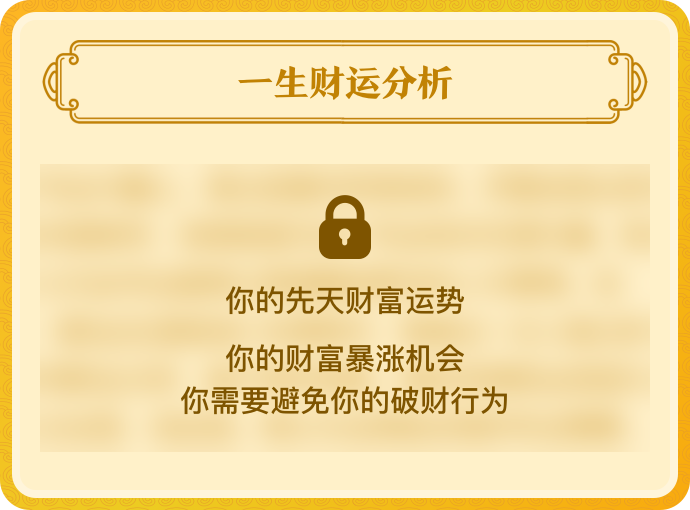 一生财运分析
你的先天财富运势
你的财富暴涨机会
你需要避免你的破财行为